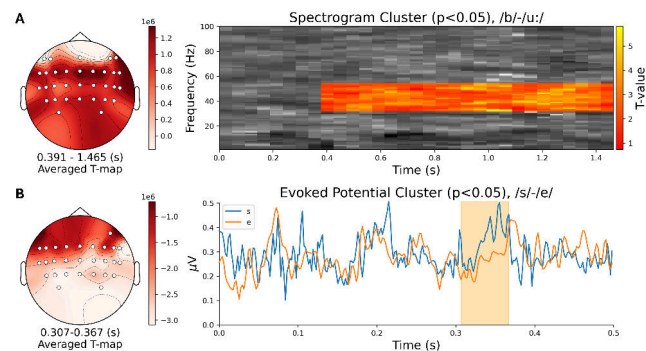 A
1e6
1.2
1.0
0.8
0.6
0.4
0.2
0.0
0.391 - 1.465 (s)
Averaged T-map
Spectrogram Cluster (p<0.05), /b/-/u:/
Frequency (Hz)
100
80
60
40
20
0.0 0.2 0.4 0.6 0.8 1.0 1.2 1.4
Time (s)
5
4
3
2
1
T-value
B
1e6
-1.0
-1.5
-2.0
-2.5
-3.0
0.307-0.367 (s)
Averaged T-map
Evoked Potential Cluster (p<0.05), /s/-/e/
s
e
μV
0.5
0.4
0.3
0.2
0.1
0.0
0.0 0.1 0.2 0.3 0.4 0.5
Time (s)